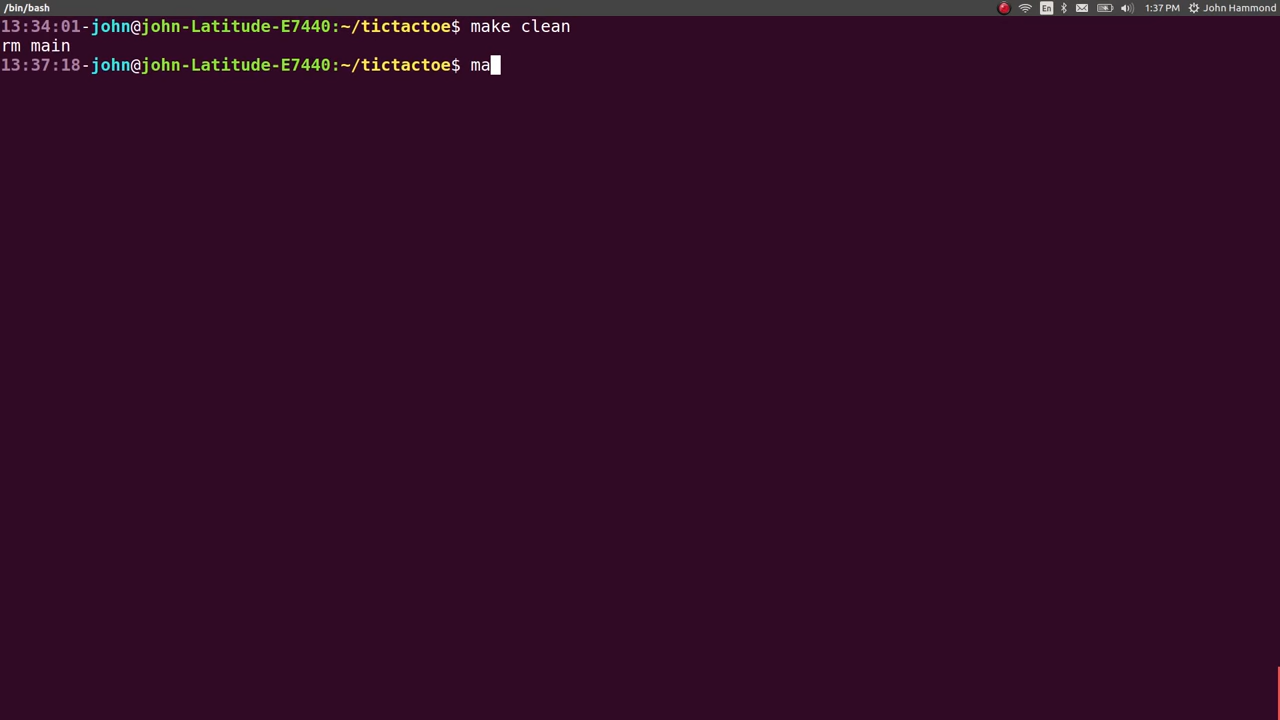 /bin/bash
En
1:37 PM
John Hammond
13:34:01-john@john-Latitude-E7440:~/tictactoe$ make clean
rm main
13:37:18-john@john-Latitude-E7440:~/tictactoe$ ma